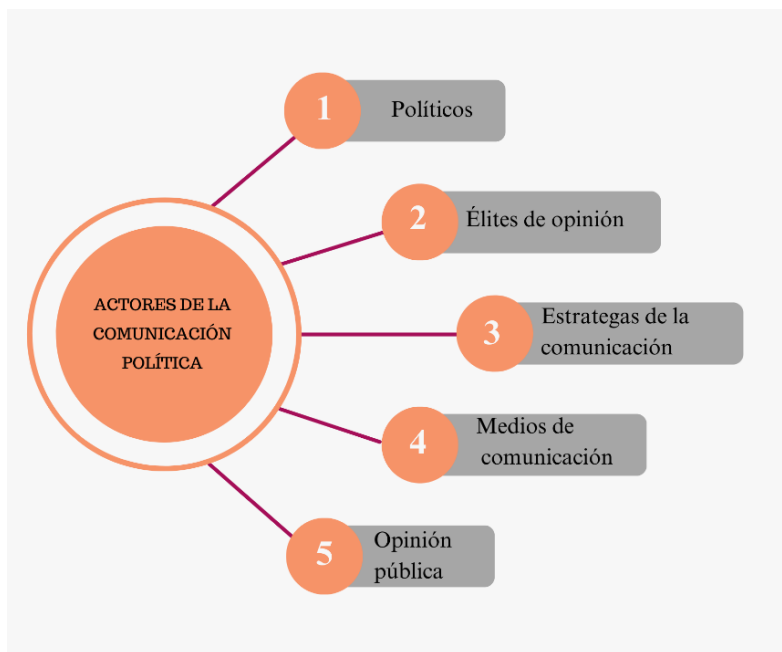 ACTORES DE LA
COMUNICACIÓN
POLÍTICA
1
Políticos
2
Élites de opinión
3
Estrategas de la
comunicación
4
Medios de
comunicación
5
Opinión
pública